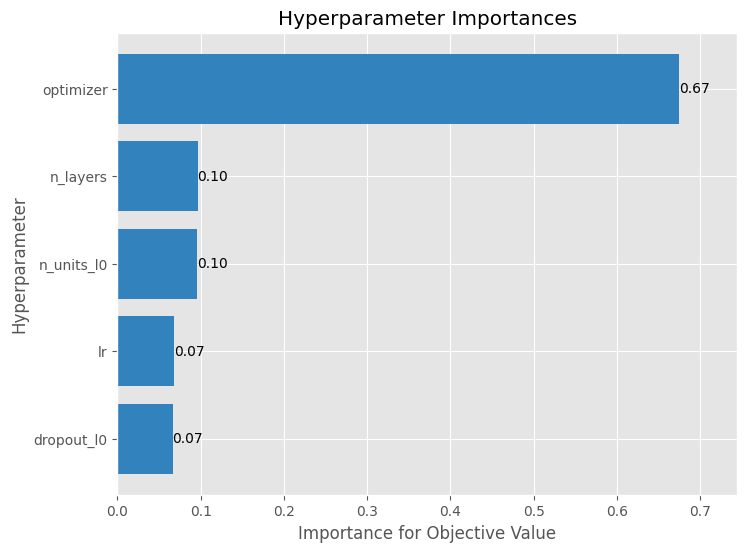 Hyperparameter Importances
Hyperparameter
optimizer
0.67
n_layers
0.10
n_units_l0
0.10
lr
0.07
dropout_l0
0.07
0.0 0.1 0.2 0.3 0.4 0.5 0.6 0.7
Importance for Objective Value